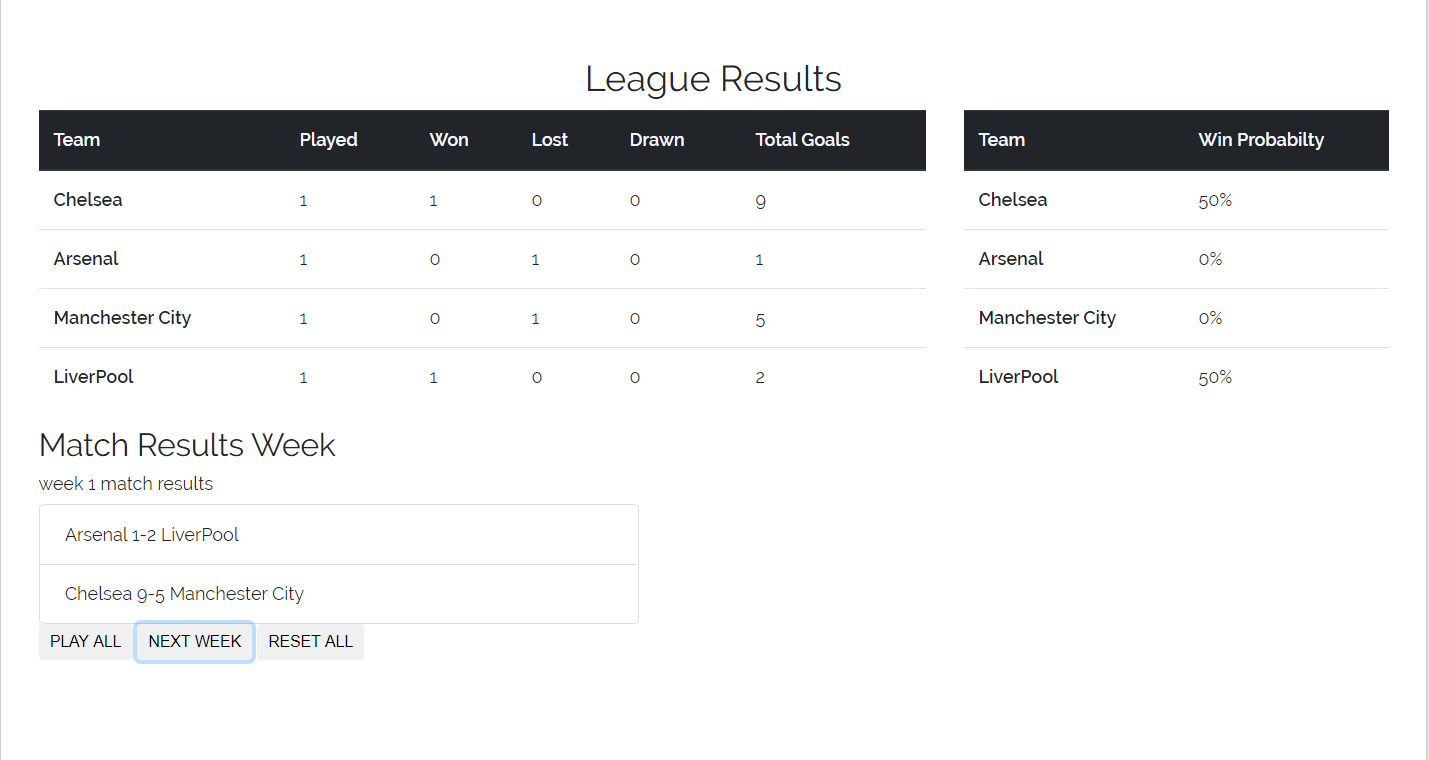 League Results
Team Played Won Lost Drawn Total Goals
Chelsea 1 1 0 0 9
Arsenal 1 0 1 0 1
Manchester City 1 0 1 0 5
LiverPool 1 1 0 0 2
Team Win Probabilty
Chelsea 50%
Arsenal 0%
Manchester City 0%
LiverPool 50%
Match Results Week
week 1 match results
Arsenal 1-2 LiverPool
Chelsea 9-5 Manchester City
PLAY ALL NEXT WEEK RESET ALL